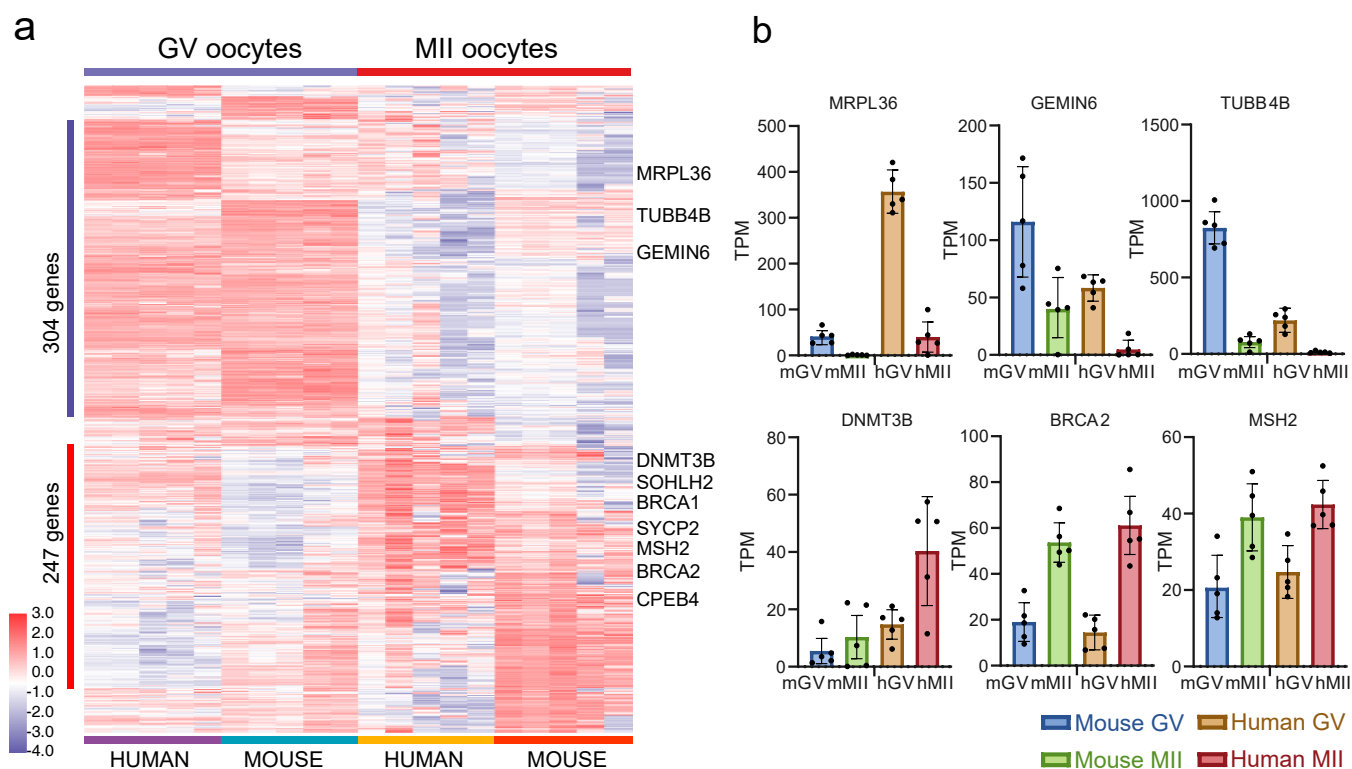 a
GV oocytes
MII oocytes
304 genes
247 genes
MRPL36
TUBB4B
GEMIN6
DNMT3B
SOHLH2
BRCA1
SYCP2
MSH2
BRCA2
CPEB4
3.0
2.0
1.0
0.0
-1.0
-2.0
-3.0
-4.0
HUMAN
MOUSE
HUMAN
MOUSE
b
MRPL36
TPM
500
400
300
200
100
0
mGV mMII hGV hMII
GEMIN6
TPM
200
150
100
50
0
mGV mMII hGV hMII
TUBB4B
TPM
1500
1000
500
0
mGV mMII hGV hMII
DNMT3B
TPM
80
60
40
20
0
mGV mMII hGV hMII
BRCA2
TPM
100
80
60
40
20
0
mGV mMII hGV hMII
MSH2
TPM
60
40
20
0
mGV mMII hGV hMII
Mouse GV
Human GV
Mouse MII
Human MII